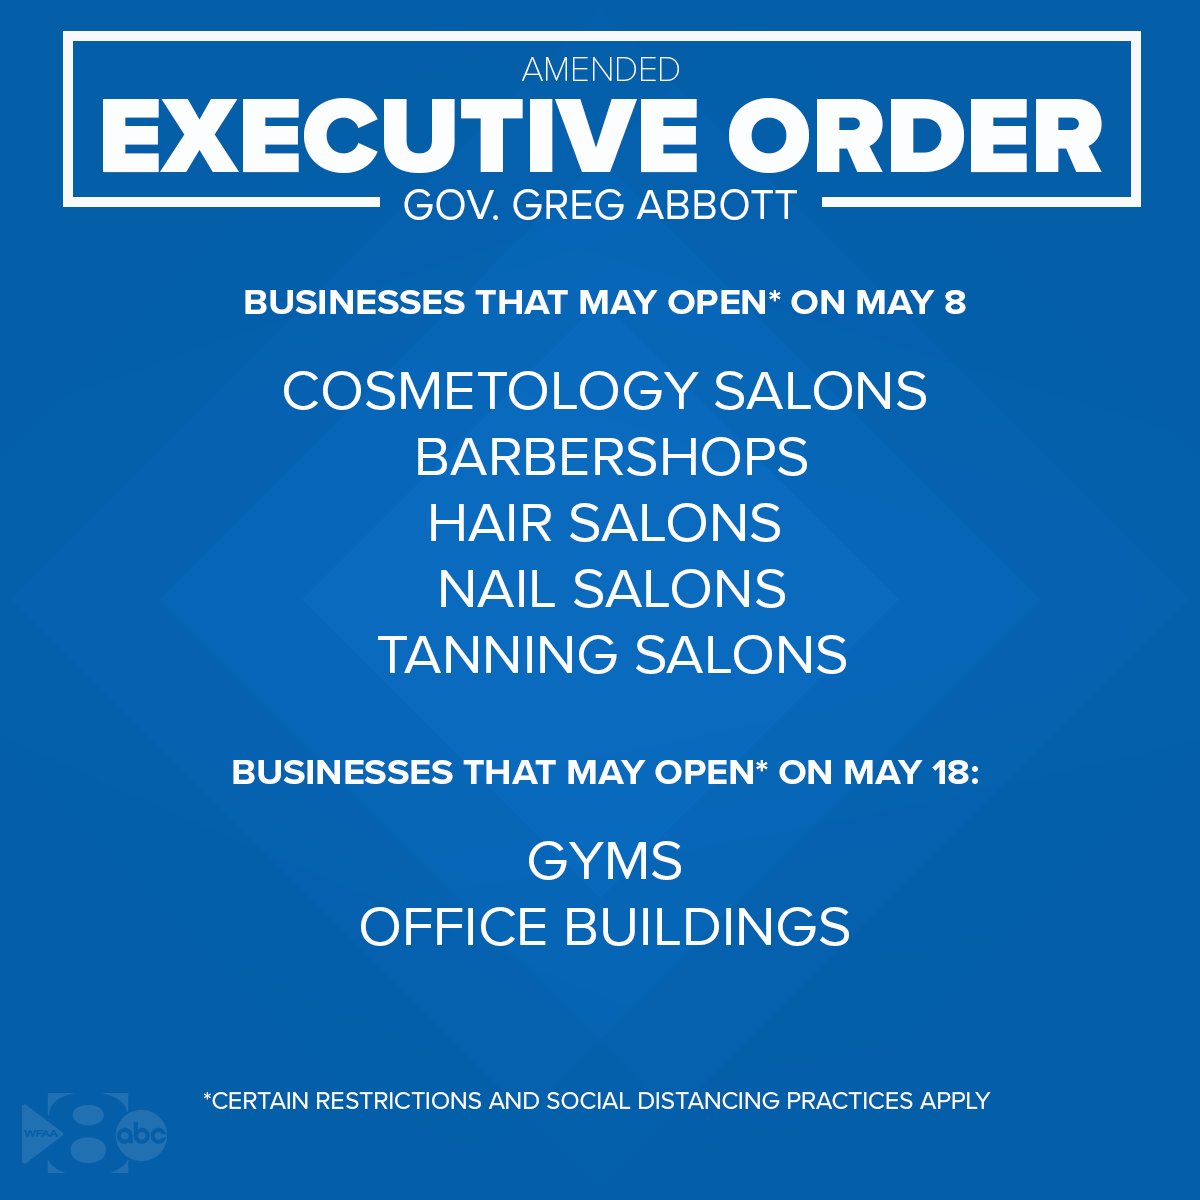 AMENDED
EXECUTIVE ORDER
GOV. GREG ABBOTT
BUSINESSES THAT MAY OPEN* ON MAY 8
COSMETOLOGY SALONS
BARBERSHOPS
HAIR SALONS
NAIL SALONS
TANNING SALONS
BUSINESSES THAT MAY OPEN* ON MAY 18:
GYMS
OFFICE BUILDINGS
*CERTAIN RESTRICTIONS AND SOCIAL DISTANCING PRACTICES APPLY
WFAA 8 abc